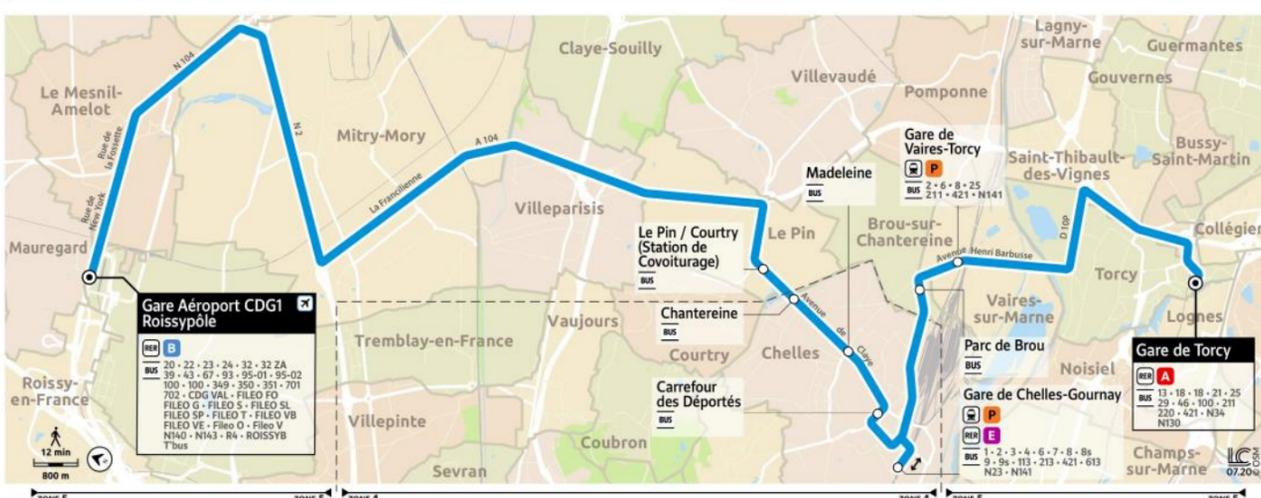 Le Mesnil-
Amelot
N 104
Rue de
la Fossette
Rue de
New York
Mauregard
N 2
Mitry-Mory
A 104
La Francilienne
Claye-Souilly
Villeparisis
Villevaudé
Pomponne
Lagny-
sur-Marne
Guermantes
Gouvernes
Bussy-
Saint-Martin
Saint-Thibault-
des-Vignes
Collégien
Gare de
Vaires-Torcy
P
BUS
2 • 6 • 8 • 25
211 • 421 • N141
Madeleine
BUS
Le Pin / Courtry
(Station de
Covoiturage)
BUS
Le Pin
Brou-sur-
Chantereine
Avenue Henri Barbusse
D 10P
Torcy
Gare Aéroport CDG1
Roissypôle
RER B
BUS
20 • 22 • 23 • 24 • 32 • 32 ZA
39 • 43 • 67 • 93 • 95-01 • 95-02
100 • 100 • 349 • 350 • 351 • 701
702 • CDG VAL • FILEO FO
FILEO G • FILEO S • FILEO SL
FILEO SP • FILEO T • FILEO VB
FILEO VE • Fileo O • Fileo V
N140 • N143 • R4 • ROISSYB
T'bus
Chantereine
BUS
Avenue de Claye
Vaujours
Tremblay-en-France
Courtry
Chelles
Vaires-
sur-Marne
Lognes
Parc de Brou
BUS
Noisiel
Gare de Torcy
RER A
BUS
13 • 18 • 18 • 21 • 25
29 • 46 • 100 • 211
220 • 421 • N34
N130
Roissy-
en-France
Villepinte
Carrefour
des Déportés
BUS
Gare de Chelles-Gournay
P
RER E
BUS
1 • 2 • 3 • 4 • 6 • 7 • 8 • 8s
9 • 9s • 113 • 213 • 421 • 613
N23 • N141
Coubron
Sevran
Champs-
sur-Marne
12 min
800 m
LC
07.20 © OSM